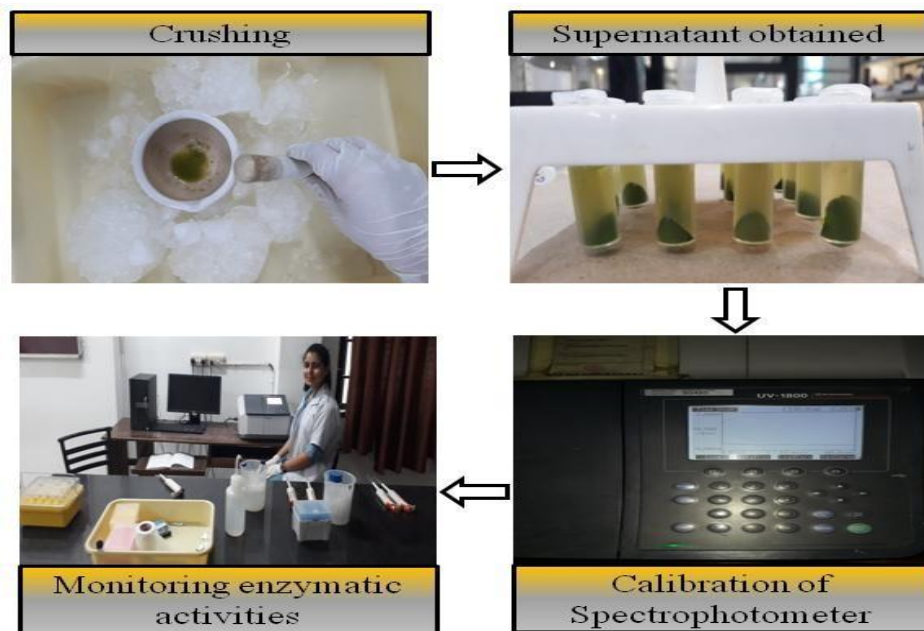 Crushing
Supernatant obtained
UV-1800
Calibration of
Spectrophotometer
Monitoring enzymatic
activities